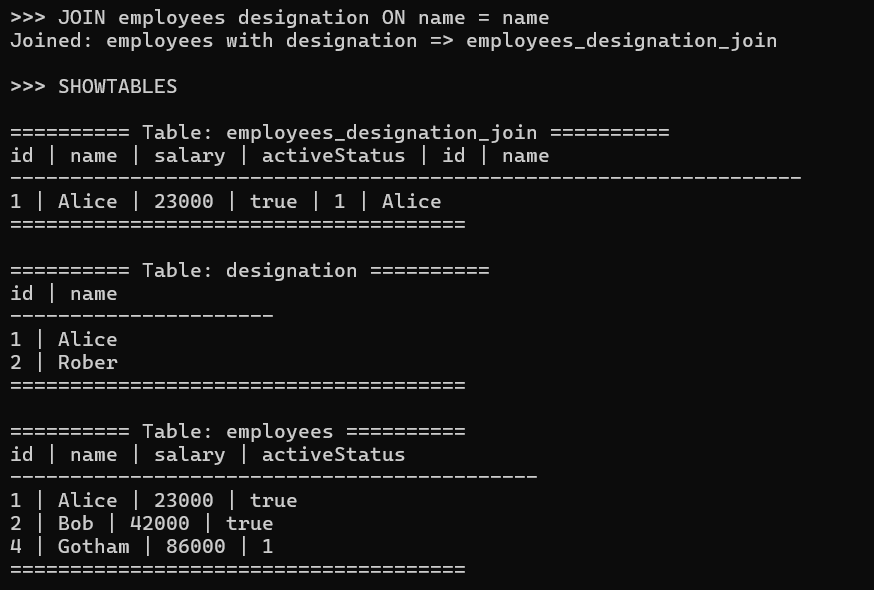 >>> JOIN employees designation ON name = name
Joined: employees with designation => employees_designation_join
>>> SHOWTABLES
========== Table: employees_designation_join ==========
id | name | salary | activeStatus | id | name
------------------------------------------------------------------
1 | Alice | 23000 | true | 1 | Alice
======================================
========== Table: designation ==========
id | name
----------------------
1 | Alice
2 | Rober
======================================
========== Table: employees ==========
id | name | salary | activeStatus
--------------------------------------------
1 | Alice | 23000 | true
2 | Bob | 42000 | true
4 | Gotham | 86000 | 1
======================================